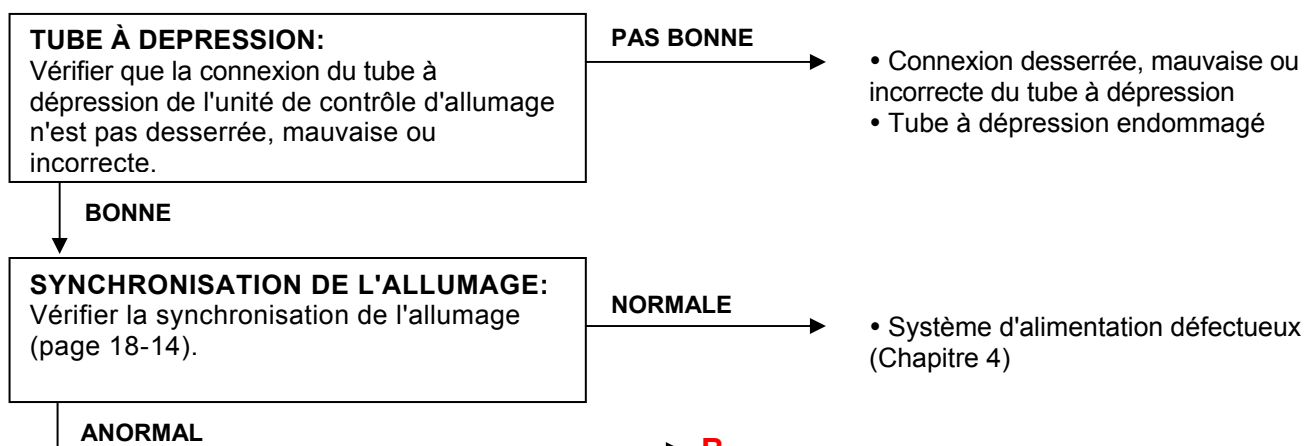 TUBE À DEPRESSION:
Vérifier que la connexion du tube à
dépression de l'unité de contrôle d'allumage
n'est pas desserrée, mauvaise ou
incorrecte.
PAS BONNE
• Connexion desserrée, mauvaise ou
incorrecte du tube à dépression
• Tube à dépression endommagé
BONNE
SYNCHRONISATION DE L'ALLUMAGE:
Vérifier la synchronisation de l'allumage
(page 18-14).
NORMALE
• Système d'alimentation défectueux
(Chapitre 4)
ANORMAL